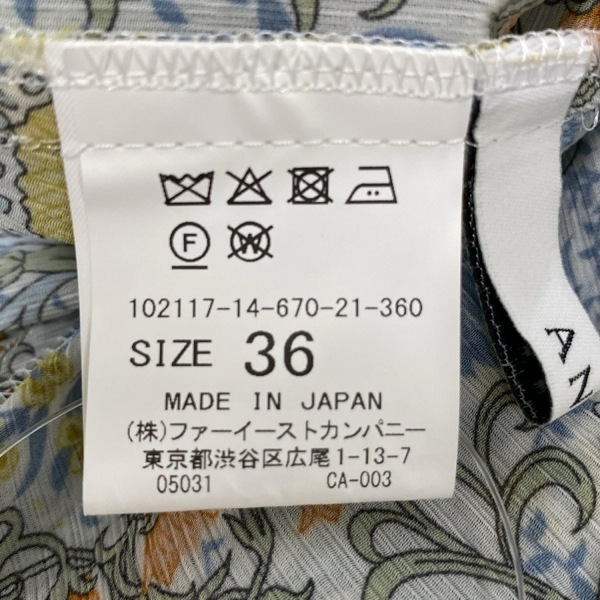 F W
102117-14-670-21-360
SIZE 36
MADE IN JAPAN
(株)ファーイーストカンパニー
東京都渋谷区広尾1-13-7
05031 CA-003
AN